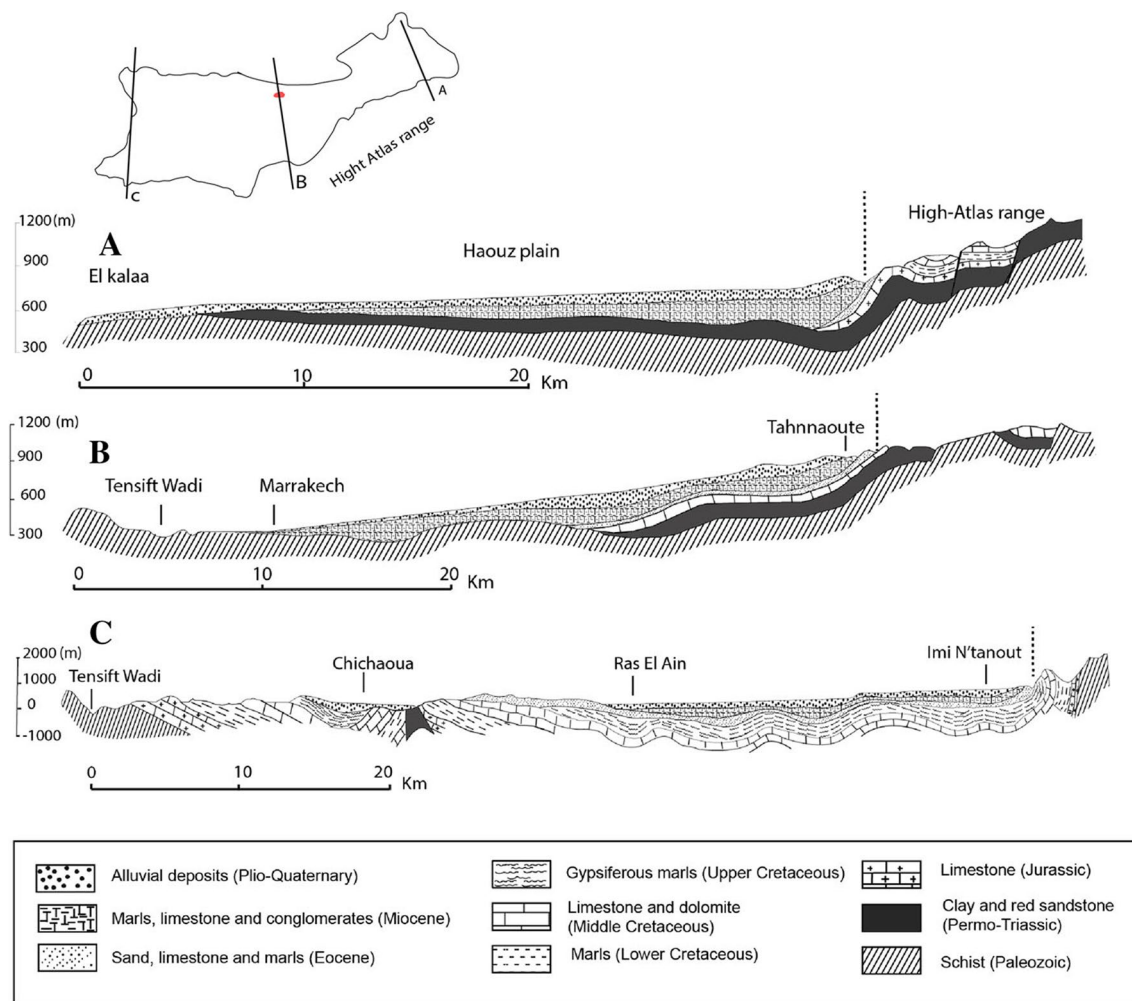 A
B
C
Hight Atlas range
1200 (m)
900
600
300
A
El kalaa
Haouz plain
High-Atlas range
0 10 20 Km
1200 (m)
900
600
300
B
Tensift Wadi
Marrakech
Tahnnaoute
0 10 20 Km
2000 (m)
1000
0
-1000
C
Tensift Wadi
Chichaoua
Ras El Ain
Imi N'tanout
0 10 20 Km
Alluvial deposits (Plio-Quaternary)
Marls, limestone and conglomerates (Miocene)
Sand, limestone and marls (Eocene)
Gypsiferous marls (Upper Cretaceous)
Limestone and dolomite
(Middle Cretaceous)
Marls (Lower Cretaceous)
Limestone (Jurassic)
Clay and red sandstone
(Permo-Triassic)
Schist (Paleozoic)